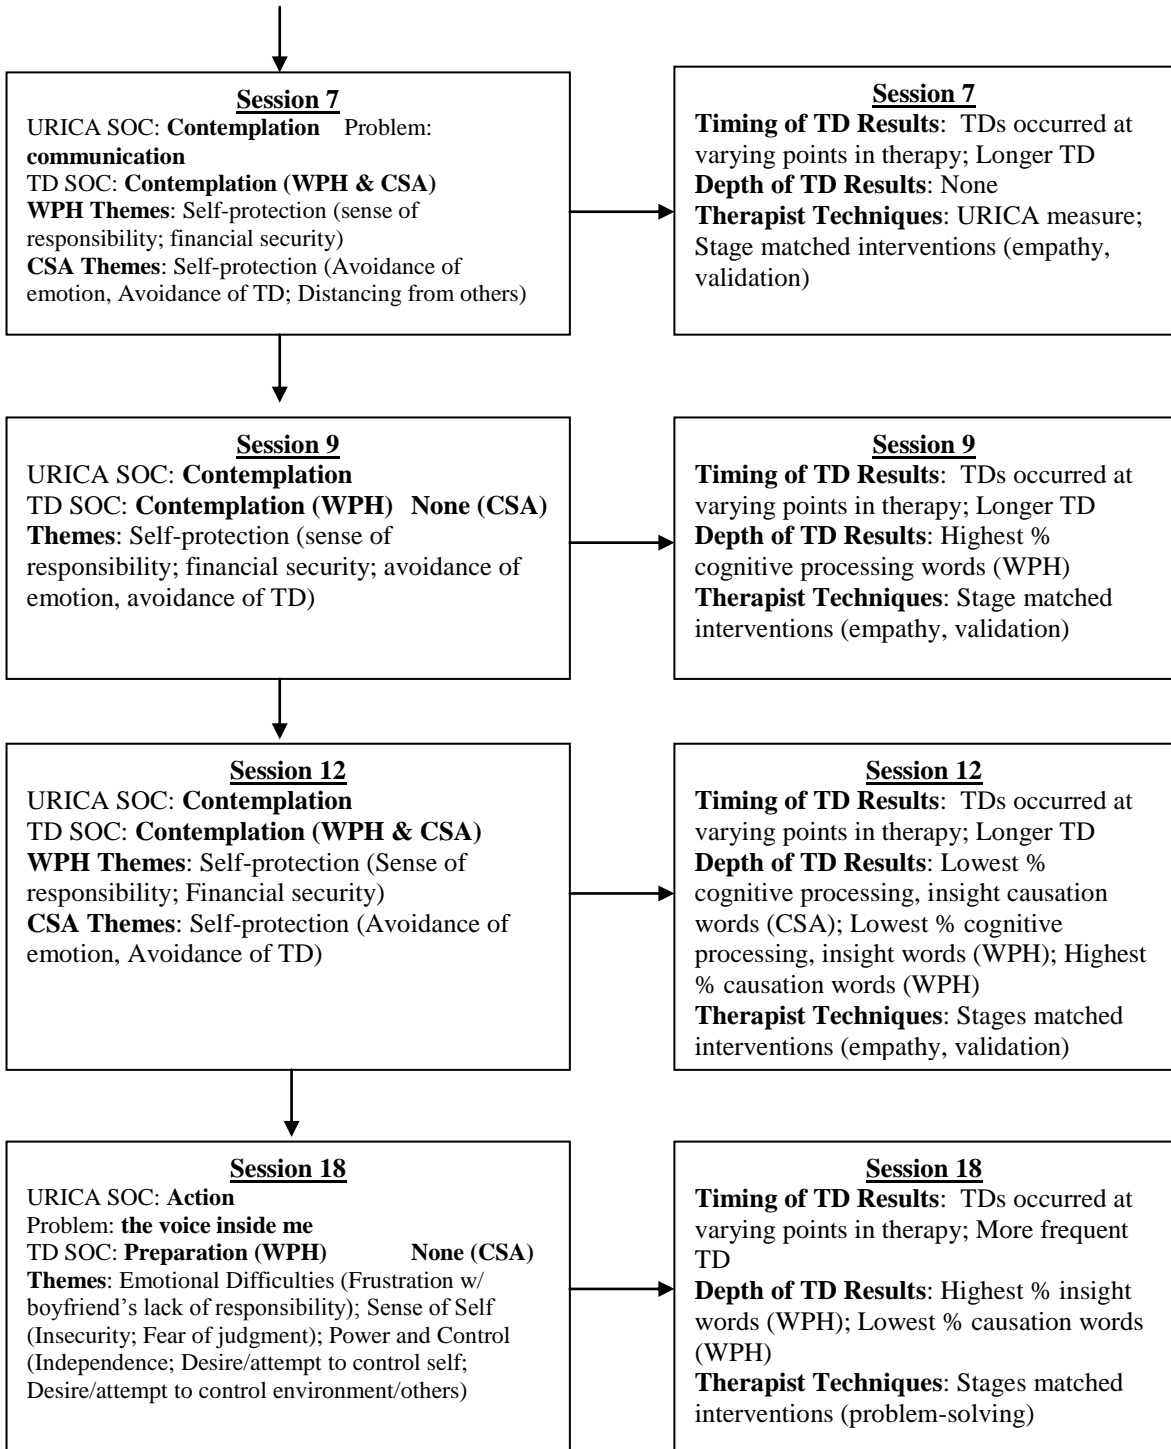 Session 7
URICA SOC: Contemplation Problem:
communication
TD SOC: Contemplation (WPH & CSA)
WPH Themes: Self-protection (sense of
responsibility; financial security)
CSA Themes: Self-protection (Avoidance of
emotion, Avoidance of TD; Distancing from others)
Session 7
Timing of TD Results: TDs occurred at
varying points in therapy; Longer TD
Depth of TD Results: None
Therapist Techniques: URICA measure;
Stage matched interventions (empathy,
validation)
Session 9
URICA SOC: Contemplation
TD SOC: Contemplation (WPH) None (CSA)
Themes: Self-protection (sense of
responsibility; financial security; avoidance of
emotion, avoidance of TD)
Session 9
Timing of TD Results: TDs occurred at
varying points in therapy; Longer TD
Depth of TD Results: Highest %
cognitive processing words (WPH)
Therapist Techniques: Stage matched
interventions (empathy, validation)
Session 12
URICA SOC: Contemplation
TD SOC: Contemplation (WPH & CSA)
WPH Themes: Self-protection (Sense of
responsibility; Financial security)
CSA Themes: Self-protection (Avoidance of
emotion, Avoidance of TD)
Session 12
Timing of TD Results: TDs occurred at
varying points in therapy; Longer TD
Depth of TD Results: Lowest %
cognitive processing, insight causation
words (CSA); Lowest % cognitive
processing, insight words (WPH); Highest
% causation words (WPH)
Therapist Techniques: Stages matched
interventions (empathy, validation)
Session 18
URICA SOC: Action
Problem: the voice inside me
TD SOC: Preparation (WPH) None (CSA)
Themes: Emotional Difficulties (Frustration w/
boyfriend's lack of responsibility); Sense of Self
(Insecurity; Fear of judgment); Power and Control
(Independence; Desire/attempt to control self;
Desire/attempt to control environment/others)
Session 18
Timing of TD Results: TDs occurred at
varying points in therapy; More frequent
TD
Depth of TD Results: Highest % insight
words (WPH); Lowest % causation words
(WPH)
Therapist Techniques: Stages matched
interventions (problem-solving)